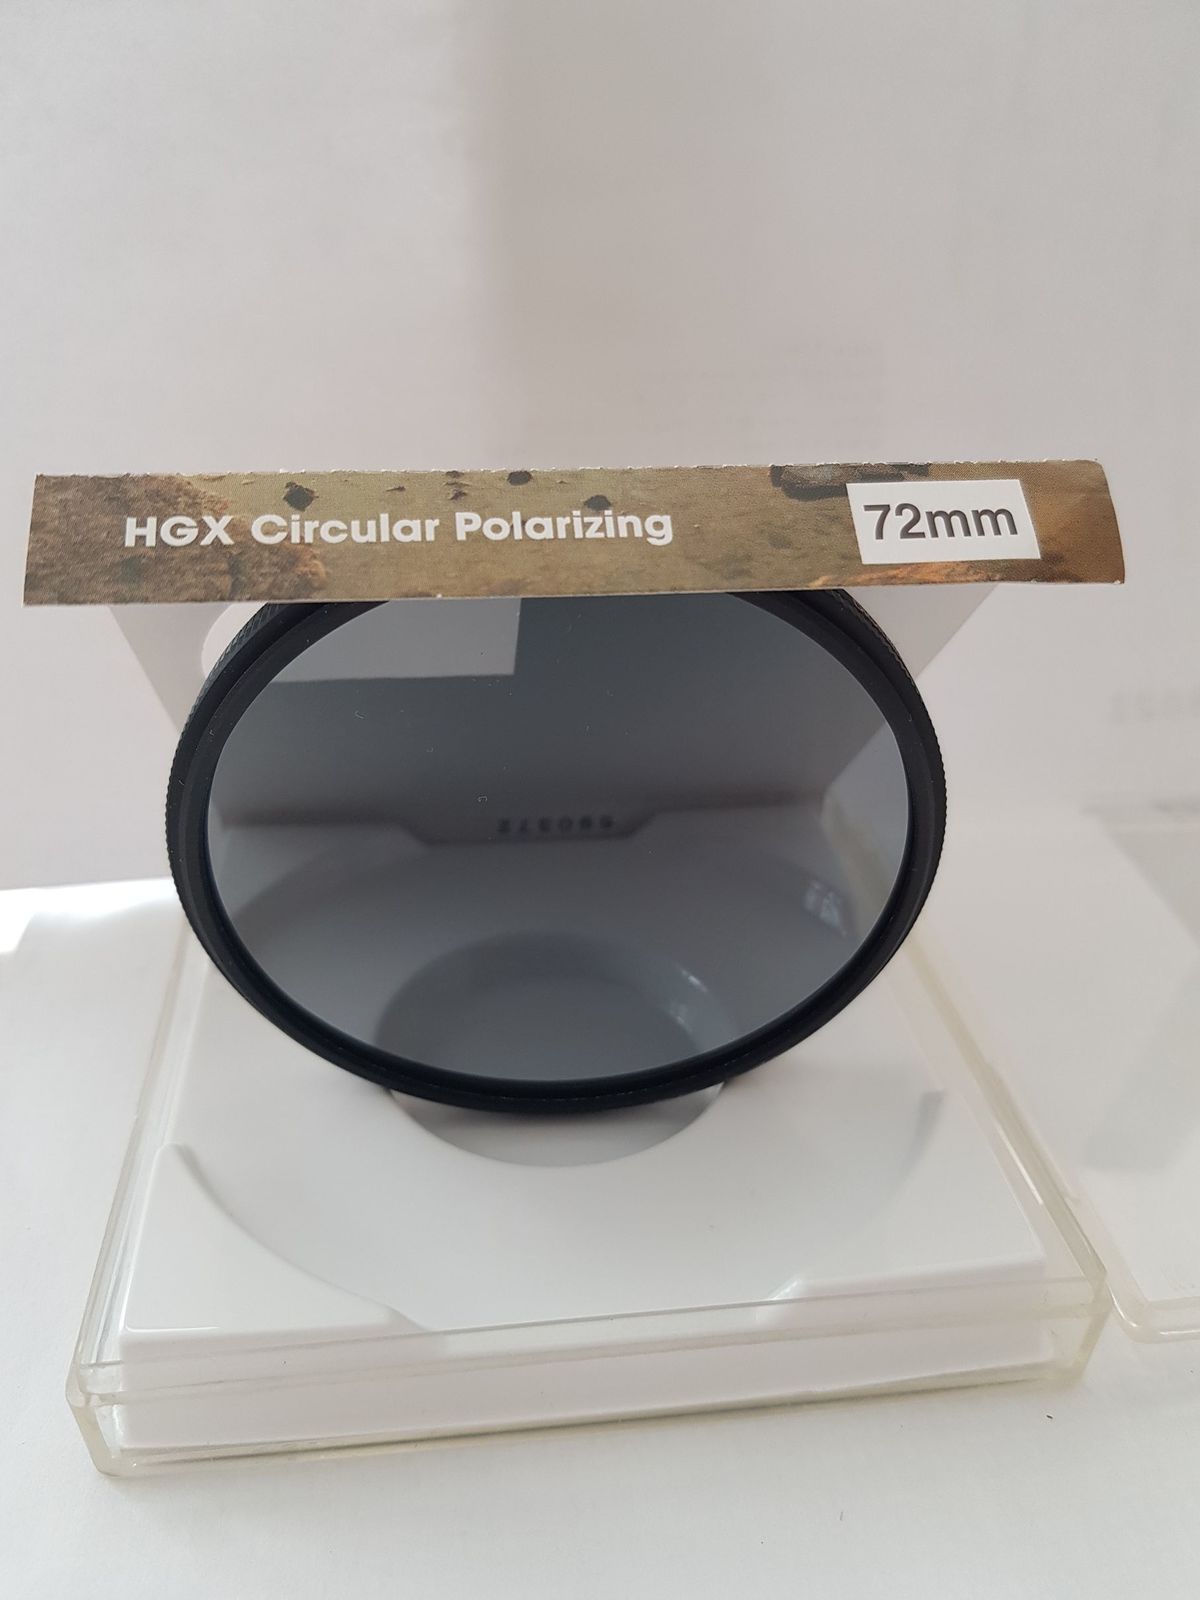 HGX Circular Polarizing
72mm